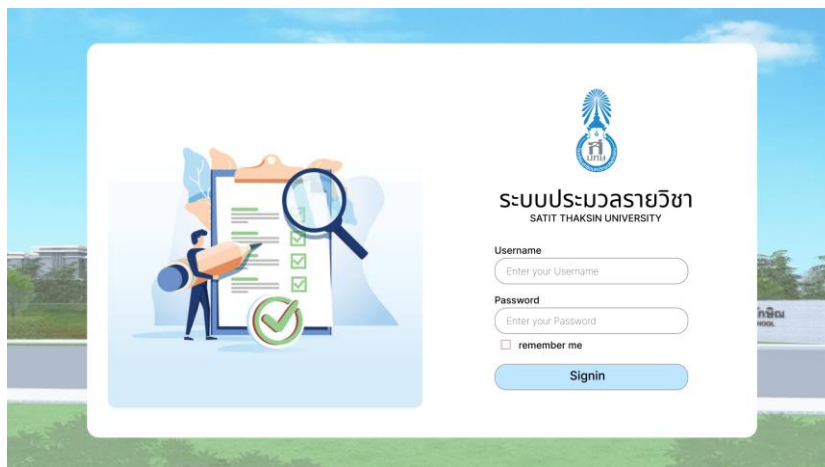 ระบบประมวลรายวิชา
SATIT THAKSIN UNIVERSITY
Username
Enter your Username
Password
Enter your Password
remember me
Signin